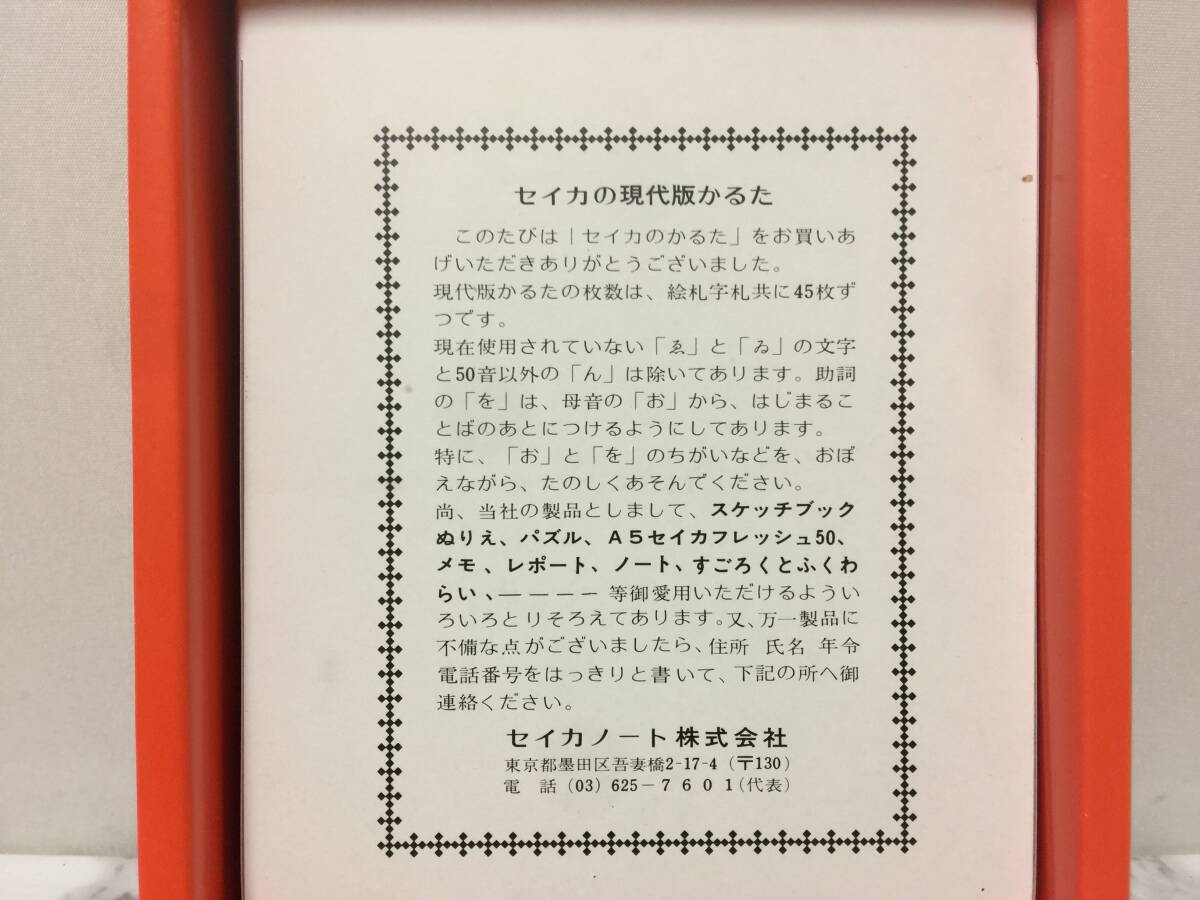 セイカの現代版かるた
このたびは「セイカのかるた」をお買いあ
げいただきありがとうございました。
現代版かるたの枚数は、絵札字札共に45枚ず
つです。
現在使用されていない「ゑ」と「ゐ」の文字
と50音以外の「ん」は除いてあります。助詞
の「を」は、母音の「お」から、はじまるこ
とばのあとにつけるようにしてあります。
特に、「お」と「を」のちがいなどを、おぼ
えながら、たのしくあそんでください。
尚、当社の製品としまして、スケッチブック
ぬりえ、パズル、A5セイカフレッシュ50、
メモ、レポート、ノート、すごろくとふくわ
らい、――――等御愛用いただけるようい
ろいろとりそろえてあります。又、万一製品に
不備な点がございましたら、住所 氏名 年令
電話番号をはっきりと書いて、下記の所へ御
連絡ください。
セイカノート株式会社
東京都墨田区吾妻橋2-17-4(〒130)
電 話(03)625-7601(代表)